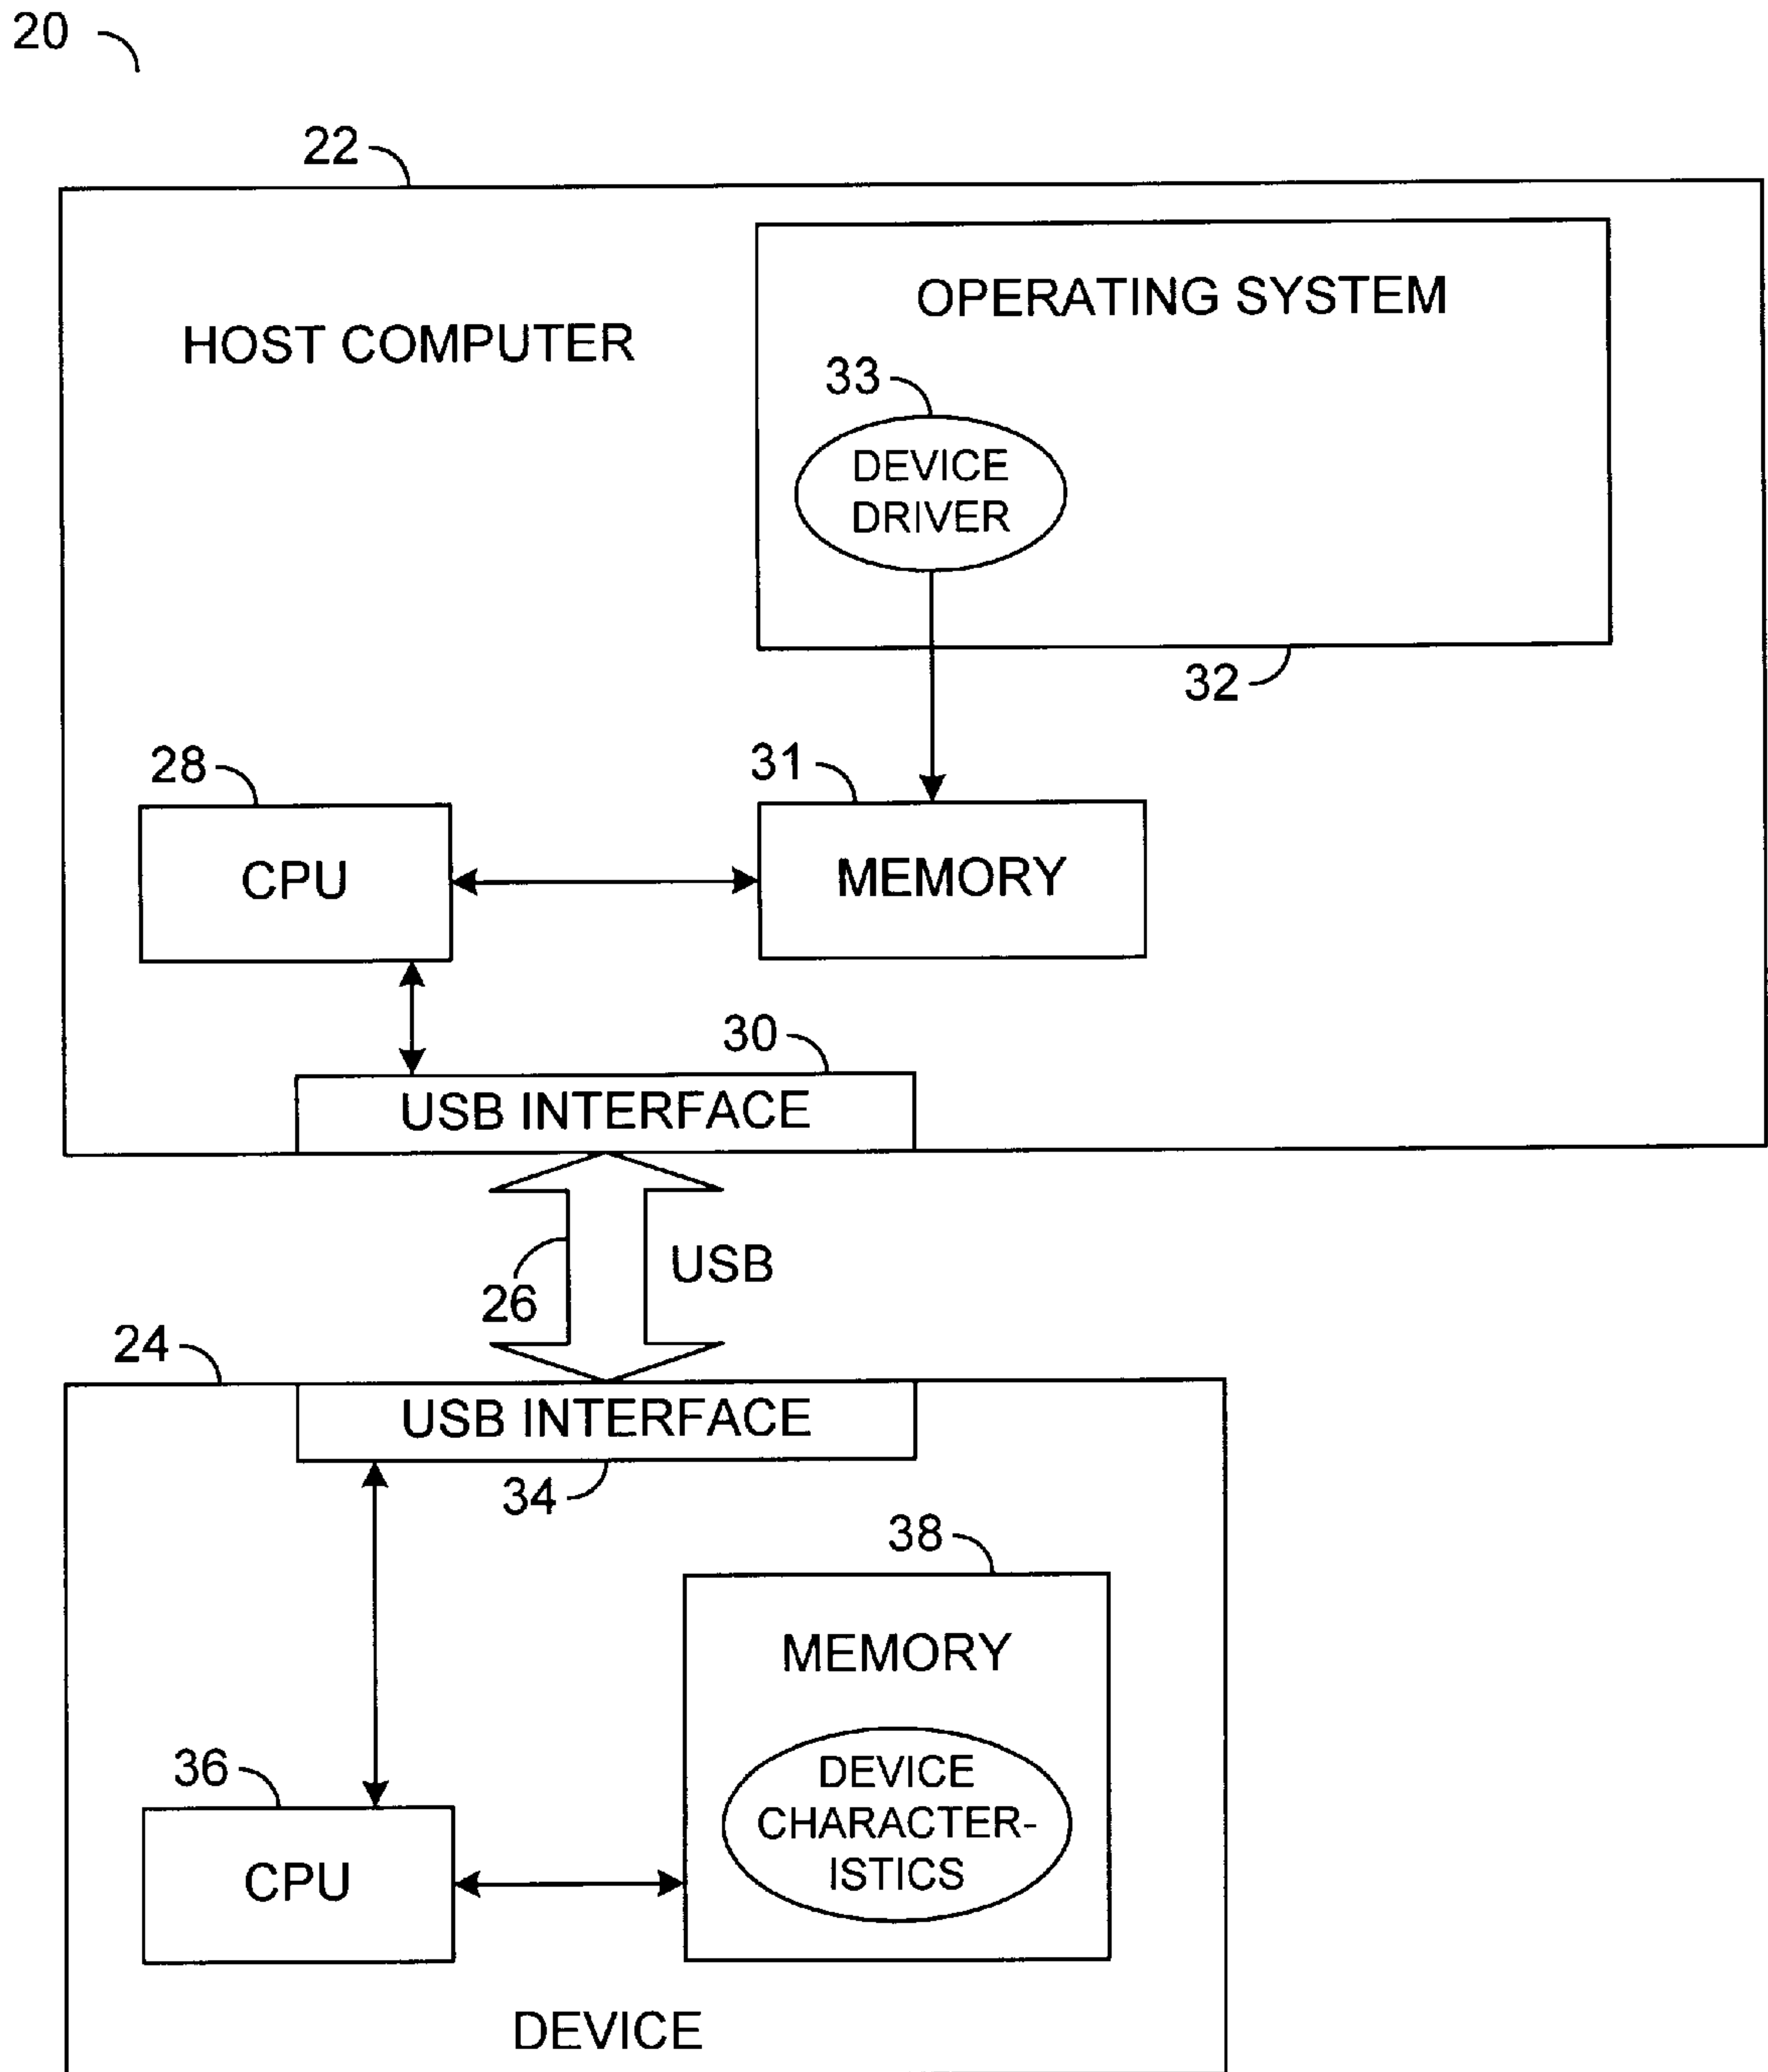 20
22
OPERATING SYSTEM
HOST COMPUTER
33
DEVICE
DRIVER
32
28
31
CPU
MEMORY
30
USB INTERFACE
26
USB
24
USB INTERFACE
34
38
MEMORY
36
DEVICE
CHARACTER-
ISTICS
CPU
DEVICE